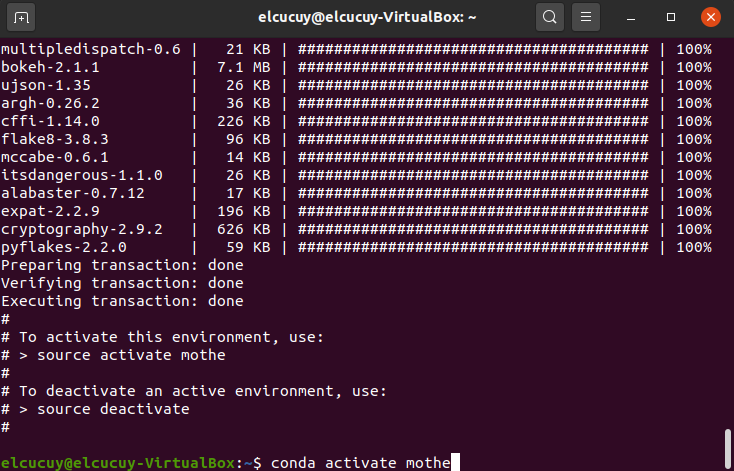 elcucuy@elcucuy-VirtualBox: ~
multipledispatch-0.6 |   21 KB | ####################################### | 100%
bokeh-2.1.1          |  7.1 MB | ####################################### | 100%
ujson-1.35           |   26 KB | ####################################### | 100%
argh-0.26.2          |   36 KB | ####################################### | 100%
cffi-1.14.0          |  226 KB | ####################################### | 100%
flake8-3.8.3         |   96 KB | ####################################### | 100%
mccabe-0.6.1         |   14 KB | ####################################### | 100%
itsdangerous-1.1.0   |   26 KB | ####################################### | 100%
alabaster-0.7.12     |   17 KB | ####################################### | 100%
expat-2.2.9          |  196 KB | ####################################### | 100%
cryptography-2.9.2   |  626 KB | ####################################### | 100%
pyflakes-2.2.0       |   59 KB | ####################################### | 100%
Preparing transaction: done
Verifying transaction: done
Executing transaction: done
#
# To activate this environment, use:
# > source activate mothe
#
# To deactivate an active environment, use:
# > source deactivate
#
elcucuy@elcucuy-VirtualBox:~$ conda activate mothe